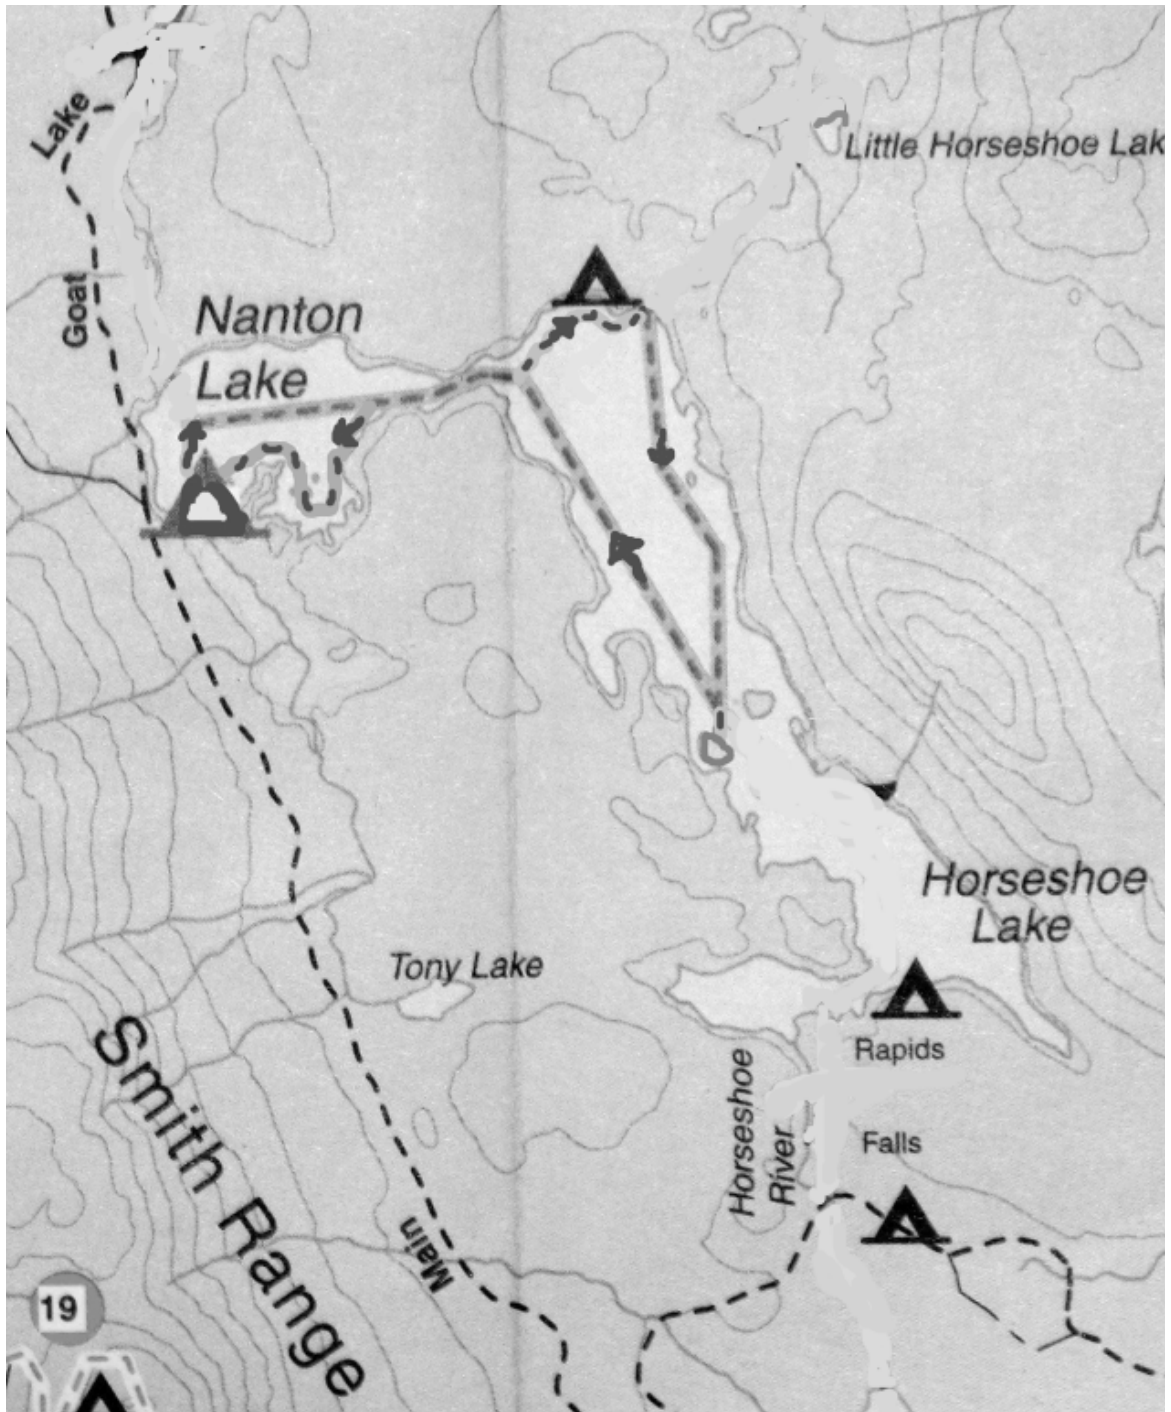 Lake
Little Horseshoe Lak
Goat
Nanton
Lake
Horseshoe
Lake
Tony Lake
Rapids
Horseshoe
River
Falls
Smith Range
Main
19